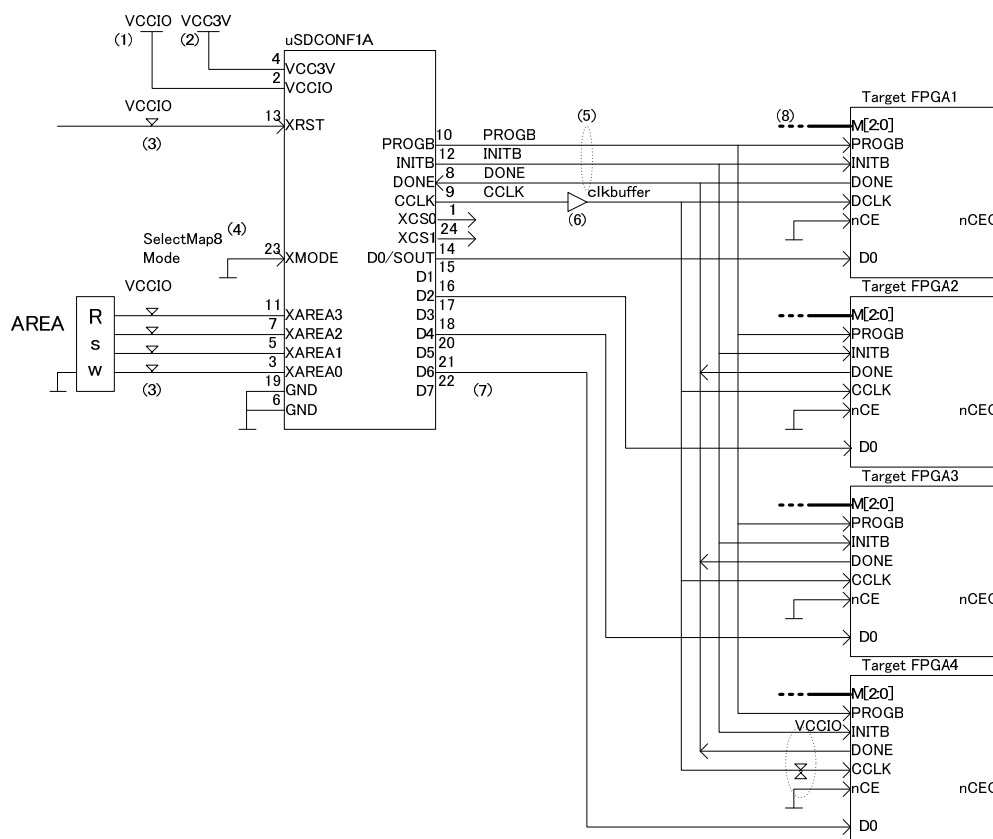 VCCIO VCC3V
(1) (2)
uSDCONF1A
4 VCC3V
2 VCCIO
VCCIO
13 XRST
(3)
PROGB 10 PROGB
INITB 12 INITB
DONE 8 DONE
CCLK 9 CCLK
(5)
clkbuffer
(6)
XCS0 1
XCS1 24
SelectMap8 (4)
Mode
23 XMODE
D0/SOUT 14
D1 15
D2 16
D3 17
D4 18
D5 20
D6 21
D7 22
(7)
VCCIO
AREA
R
s
w
11 XAREA3
7 XAREA2
5 XAREA1
3 XAREA0
(3)
19 GND
6 GND
Target FPGA1
(8)
M[2:0]
PROGB
INITB
DONE
DCLK
nCE nCEC
D0
Target FPGA2
M[2:0]
PROGB
INITB
DONE
CCLK
nCE nCEC
D0
Target FPGA3
M[2:0]
PROGB
INITB
DONE
CCLK
nCE nCEC
D0
Target FPGA4
M[2:0]
PROGB
VCCIO
INITB
DONE
CCLK
nCE nCEC
D0